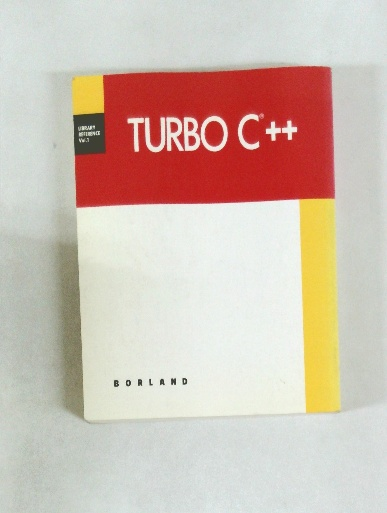 LIBRARY
REFERENCE
Vol.1
TURBO C®++
BORLAND